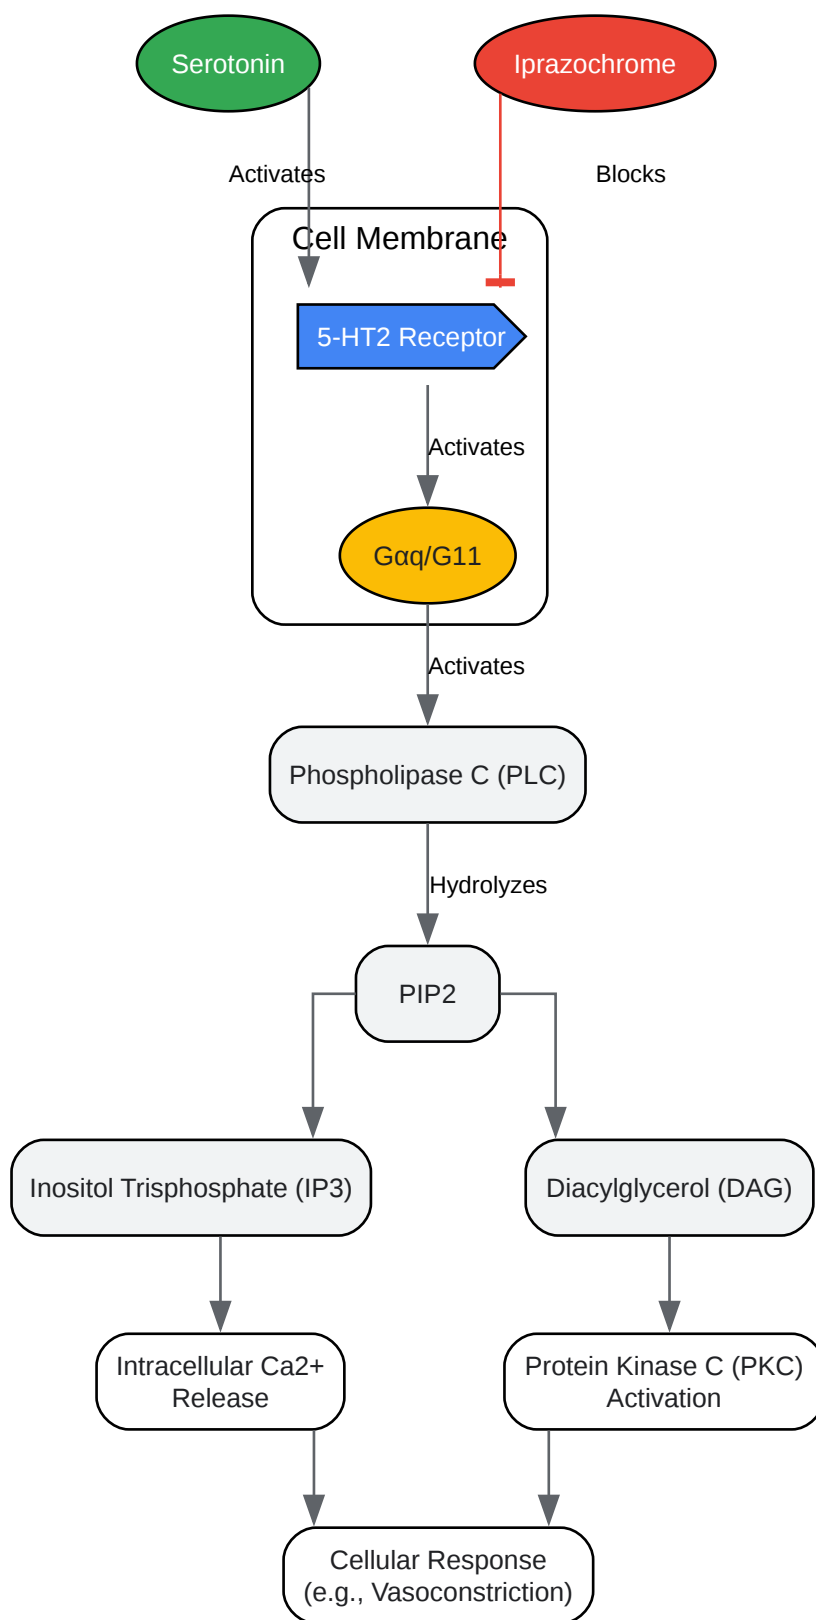 Serotonin
Iprazochrome
Activates
Blocks
Cell Membrane
5-HT2 Receptor
Activates
Gαq/G11
Activates
Phospholipase C (PLC)
Hydrolyzes
PIP2
Inositol Trisphosphate (IP3)
Diacylglycerol (DAG)
Intracellular Ca2+
Release
Protein Kinase C (PKC)
Activation
Cellular Response
(e.g., Vasoconstriction)